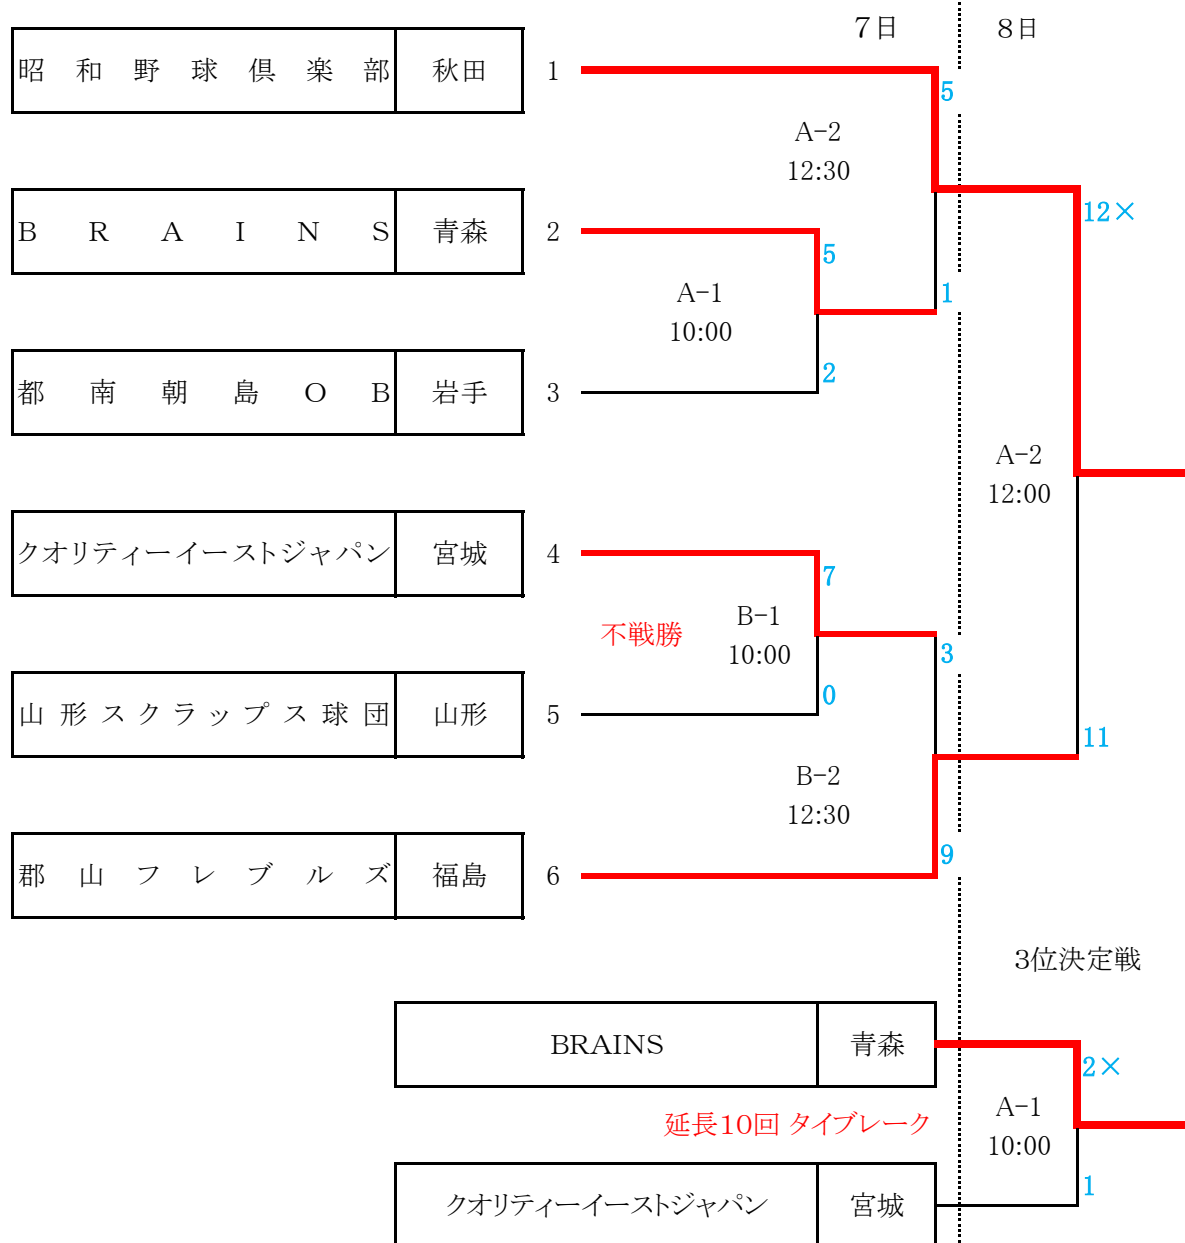 ７日
８日
昭和野球倶楽部 秋田 1
5
A-2
12:30
12×
BRAINS 青森 2
5
A-1
10:00
1
2
都南朝島OB 岩手 3
A-2
12:00
クオリティーイーストジャパン 宮城 4
7
不戦勝
B-1
10:00
3
0
山形スクラップス球団 山形 5
11
B-2
12:30
9
郡山フレブルズ 福島 6
3位決定戦
BRAINS 青森
2×
延長10回 タイブレーク
A-1
10:00
1
クオリティーイーストジャパン 宮城